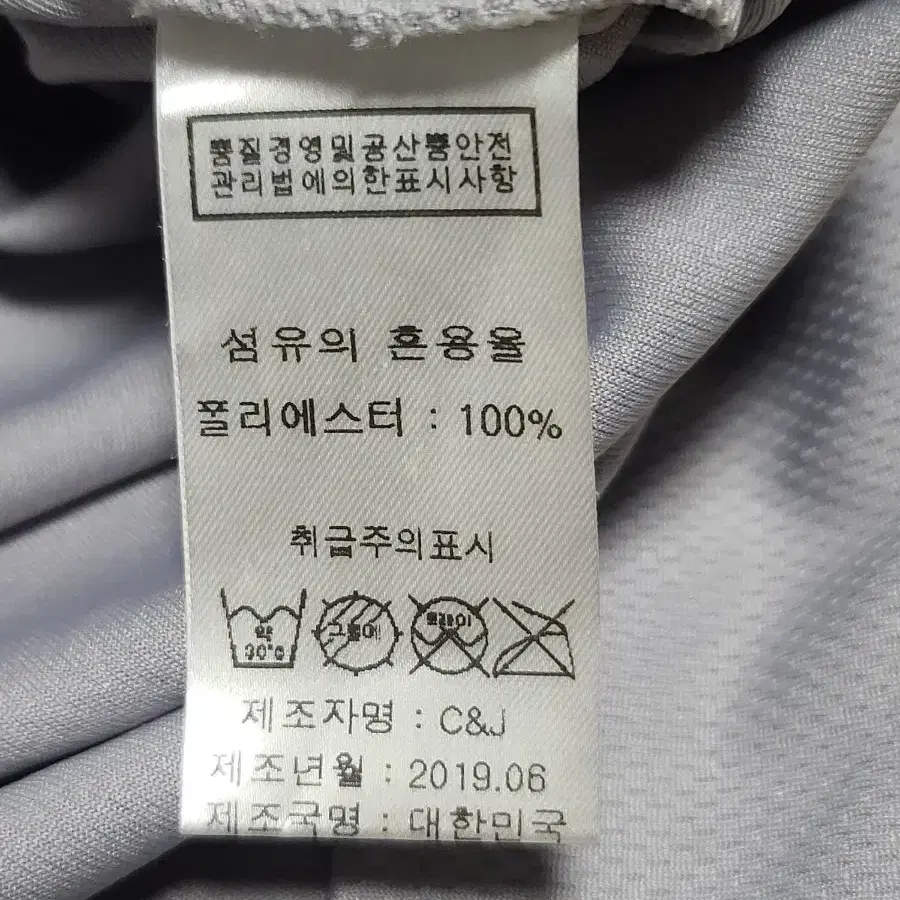 품질경영및공산품안전
관리법에의한표시사항
섬유의 혼용율
폴리에스터 : 100%
취급주의표시
약
30°c
그늘에
드라이
제조자명 : C&J
제조년월 : 2019.06
제조국명 : 대한민국